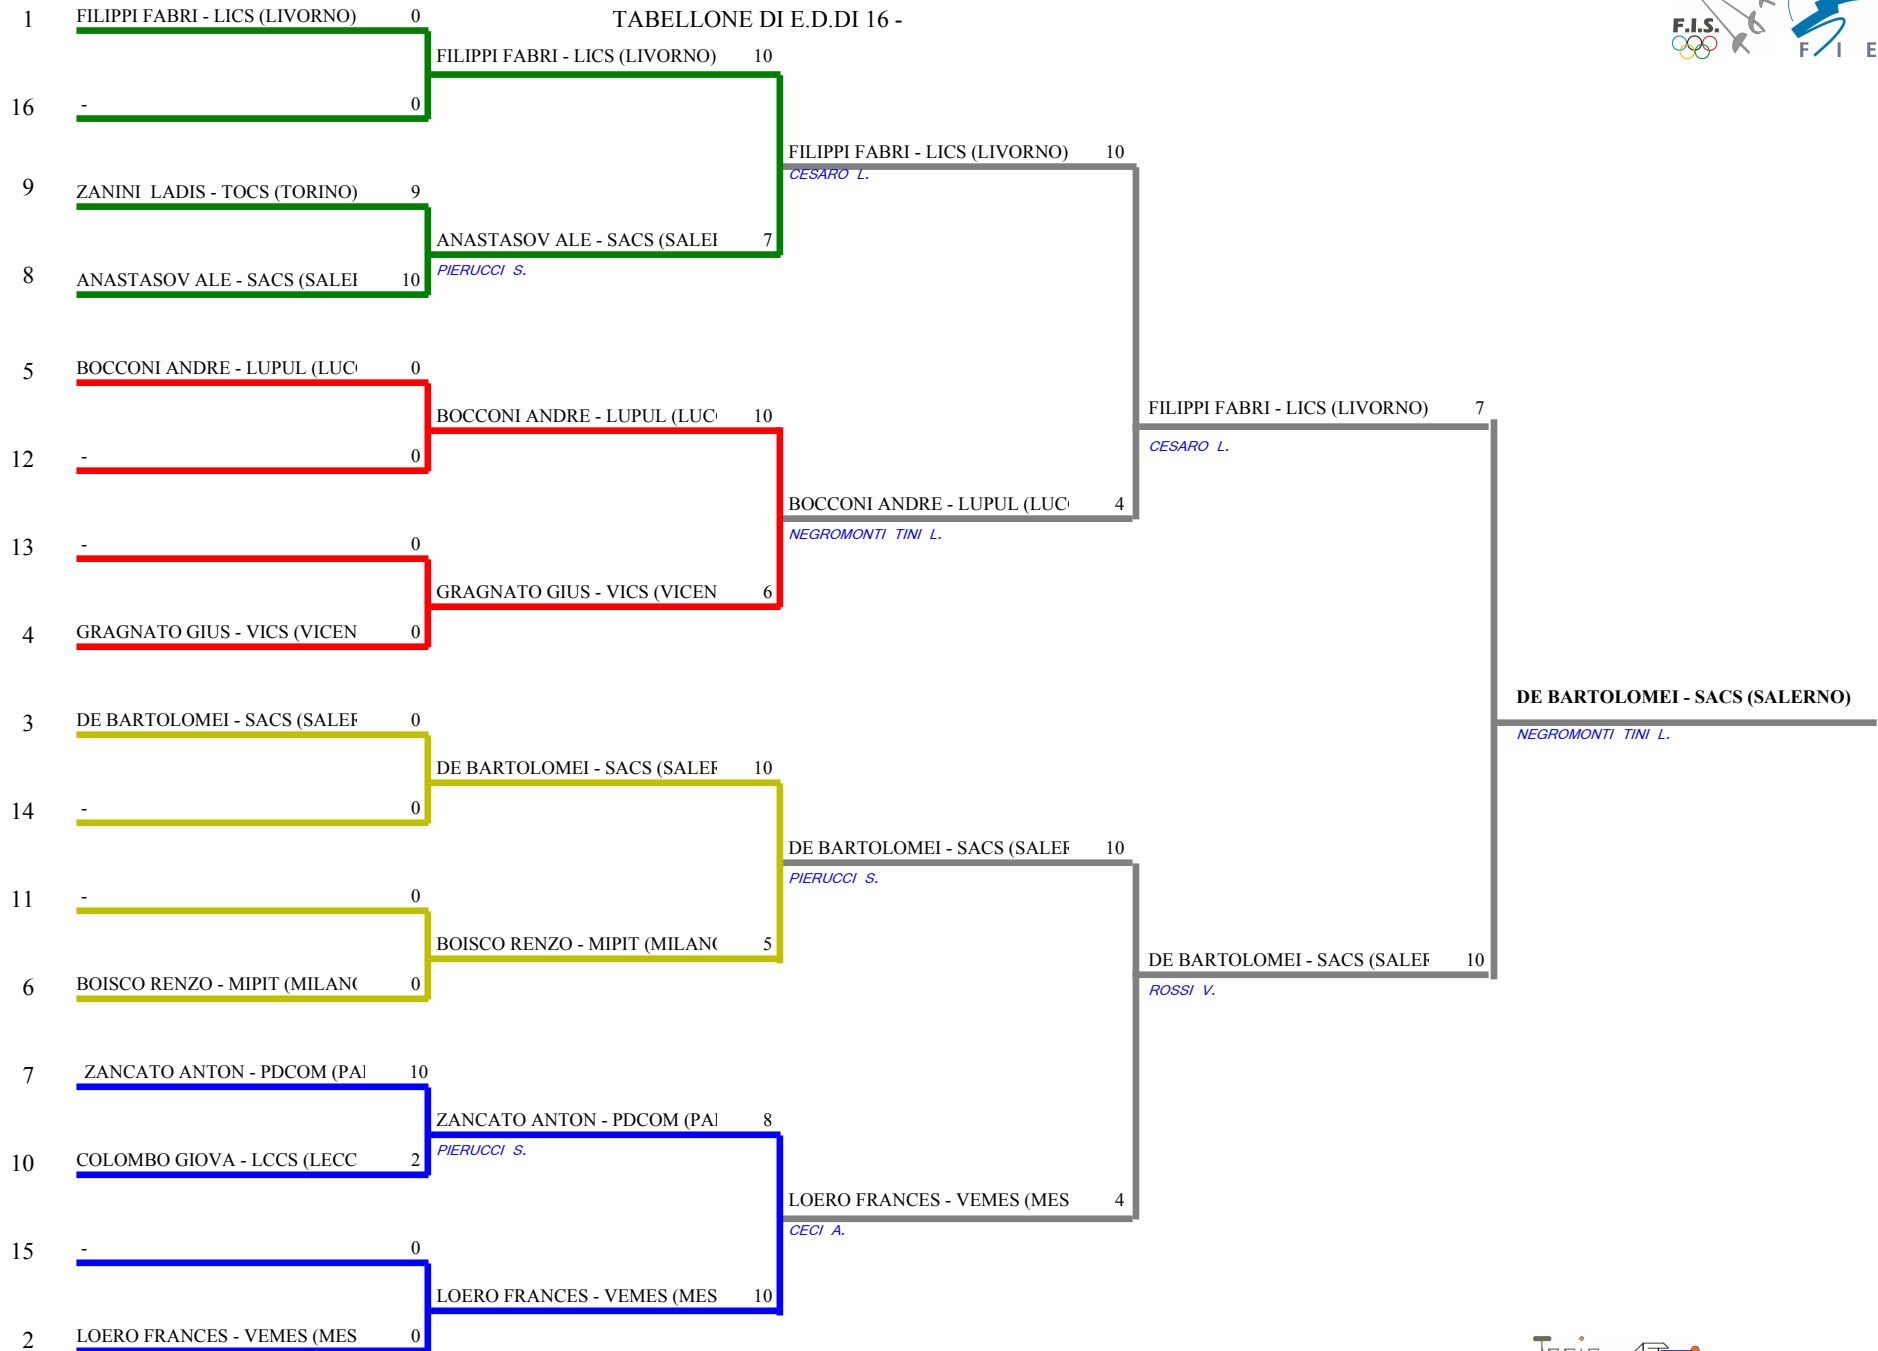 TABELLONE DI E.D.DI 16 -
F.I.S.
F I E
1 FILIPPI FABRI - LICS (LIVORNO) 0
FILIPPI FABRI - LICS (LIVORNO) 10
16 - 0
FILIPPI FABRI - LICS (LIVORNO) 10
CESARO L.
9 ZANINI LADIS - TOCS (TORINO) 9
ANASTASOV ALE - SACS (SALE 7
PIERUCCI S.
8 ANASTASOV ALE - SACS (SALE 10
5 BOCCONI ANDRE - LUPUL (LUC 0
BOCCONI ANDRE - LUPUL (LUC 10
FILIPPI FABRI - LICS (LIVORNO) 7
CESARO L.
12 - 0
BOCCONI ANDRE - LUPUL (LUC 4
NEGROMONTI TINI L.
13 - 0
GRAGNATO GIUS - VICS (VICEN 6
4 GRAGNATO GIUS - VICS (VICEN 0
DE BARTOLOMEI - SACS (SALERNO)
NEGROMONTI TINI L.
3 DE BARTOLOMEI - SACS (SALE 0
DE BARTOLOMEI - SACS (SALE 10
14 - 0
DE BARTOLOMEI - SACS (SALE 10
PIERUCCI S.
11 - 0
BOISCO RENZO - MIPIT (MILAN 5
DE BARTOLOMEI - SACS (SALE 10
ROSSI V.
6 BOISCO RENZO - MIPIT (MILAN 0
7 ZANCATO ANTON - PDCOM (PA 10
ZANCATO ANTON - PDCOM (PA 8
PIERUCCI S.
10 COLOMBO GIOVA - LCCS (LECC 2
LOERO FRANCES - VEMES (MES 4
CECI A.
15 - 0
LOERO FRANCES - VEMES (MES 10
2 LOERO FRANCES - VEMES (MES 0